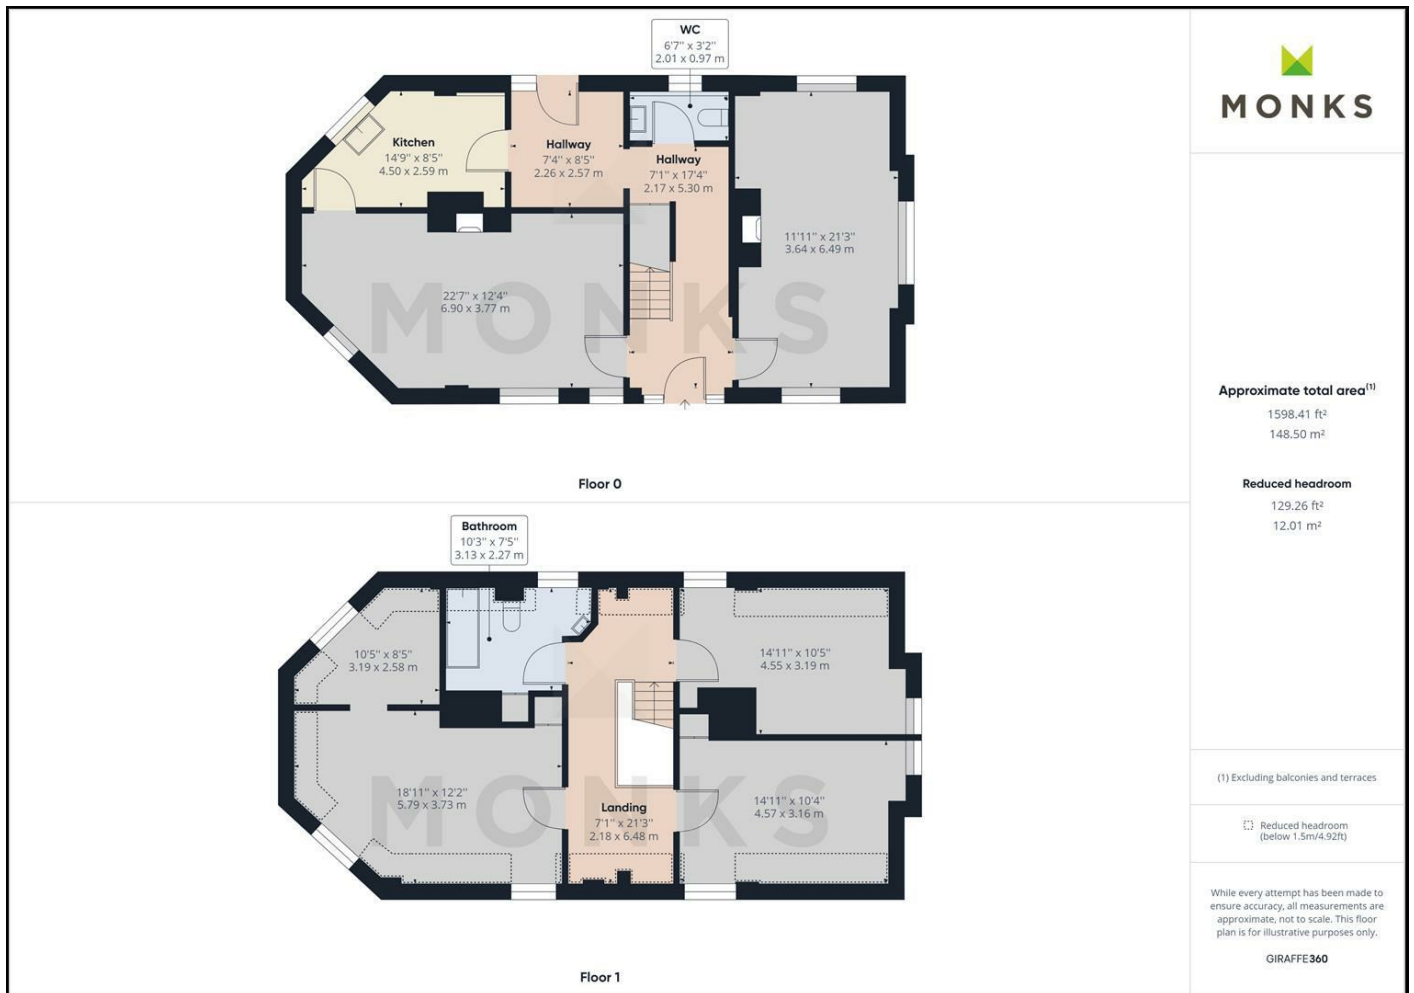 WC
6'7" x 3'2"
2.01 x 0.97 m
Kitchen
14'9" x 8'5"
4.50 x 2.59 m
Hallway
7'4" x 8'5"
2.26 x 2.57 m
Hallway
7'1" x 17'4"
2.17 x 5.30 m
11'11" x 21'3"
3.64 x 6.49 m
22'7" x 12'4"
6.90 x 3.77 m
MONKS
Floor 0
Bathroom
10'3" x 7'5"
3.13 x 2.27 m
10'5" x 8'5"
3.19 x 2.58 m
14'11" x 10'5"
4.55 x 3.19 m
18'11" x 12'2"
5.79 x 3.73 m
Landing
7'1" x 21'3"
2.18 x 6.48 m
14'11" x 10'4"
4.57 x 3.16 m
MONKS
Floor 1
MONKS
Approximate total area(1)
1598.41 ft²
148.50 m²
Reduced headroom
129.26 ft²
12.01 m²
(1) Excluding balconies and terraces
Reduced headroom
(below 1.5m/4.92ft)
While every attempt has been made to
ensure accuracy, all measurements are
approximate, not to scale. This floor
plan is for illustrative purposes only.
GIRAFFE360